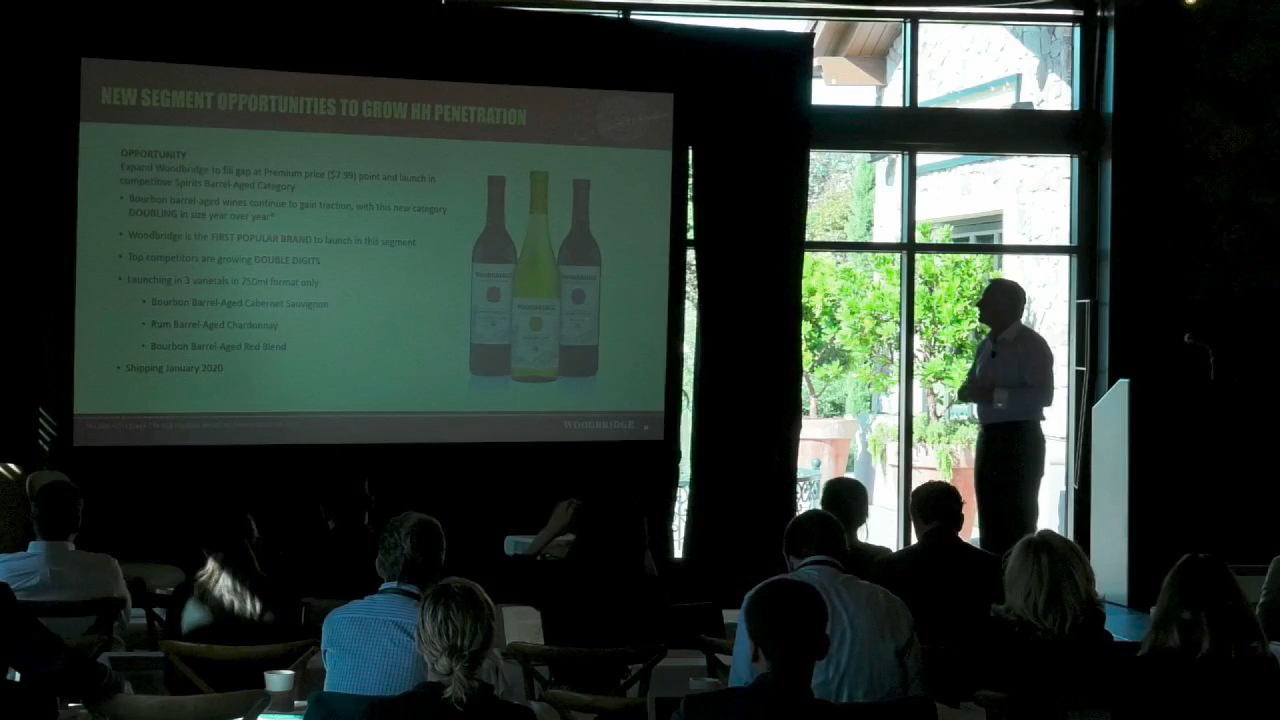 NEW SEGMENT OPPORTUNITIES TO GROW HH PENETRATION
OPPORTUNITY
Expand Woodbridge to fill gap at Premium price ($7.99) point and launch in
competitive Spirits Barrel-Aged Category
• Bourbon barrel-aged wines continue to gain traction, with this new category
DOUBLING in size year over year*
• Woodbridge is the FIRST POPULAR BRAND to launch in this segment
• Top competitors are growing DOUBLE DIGITS
• Launching in 3 varietals in 750ml format only
• Bourbon Barrel-Aged Cabernet Sauvignon
• Rum Barrel-Aged Chardonnay
• Bourbon Barrel-Aged Red Blend
• Shipping January 2020
WOODBRIDGE
WOODBRIDGE
WOODBRIDGE
WOODBRIDGE